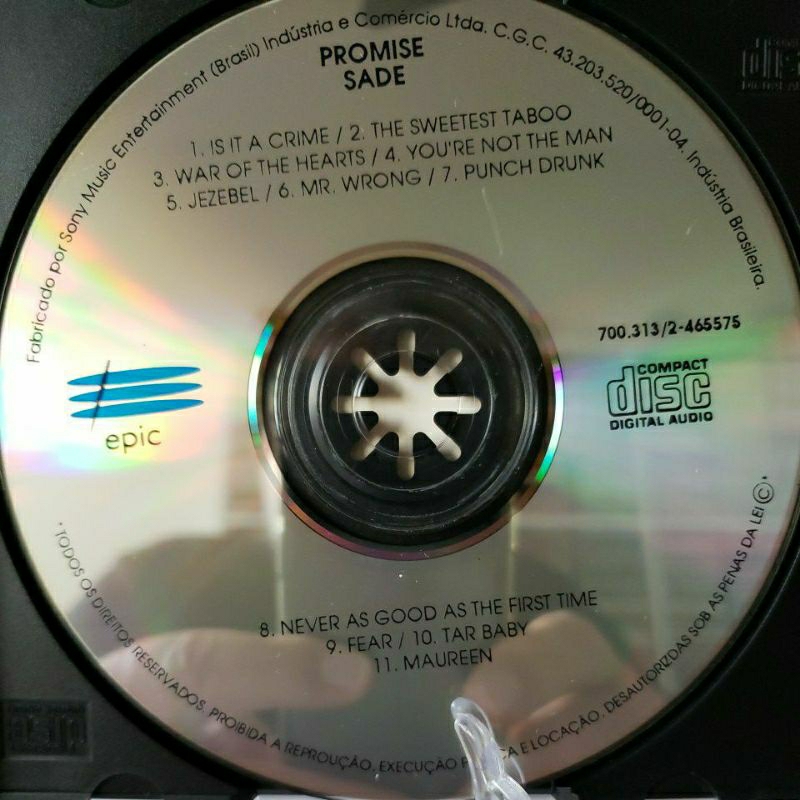 Fabricado por Sony Music Entertainment (Brasil) Indústria e Comércio Ltda. C.G.C. 43.203.520/0001-04. Indústria Brasileira.
PROMISE
SADE
1. IS IT A CRIME / 2. THE SWEETEST TABOO
3. WAR OF THE HEARTS / 4. YOU'RE NOT THE MAN
5. JEZEBEL / 6. MR. WRONG / 7. PUNCH DRUNK
700.313/2-465575
epic
COMPACT
disc
DIGITAL AUDIO
8. NEVER AS GOOD AS THE FIRST TIME
9. FEAR / 10. TAR BABY
11. MAUREEN
* TODOS OS DIREITOS RESERVADOS. PROIBIDA A REPROUÇÃO, EXECUÇÃO E LOCAÇÃO. DESAUTORIZDAS SOB AS PENAS DA LEI © *
disc